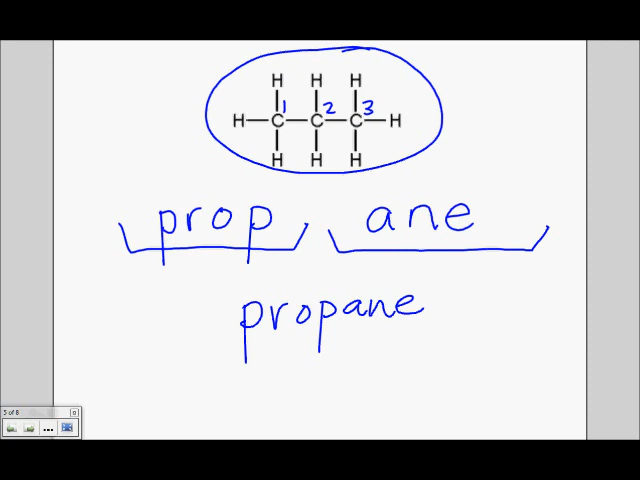 H H H
1 2 3
H C C C H
H H H
prop ane
propane
5 of 8
...